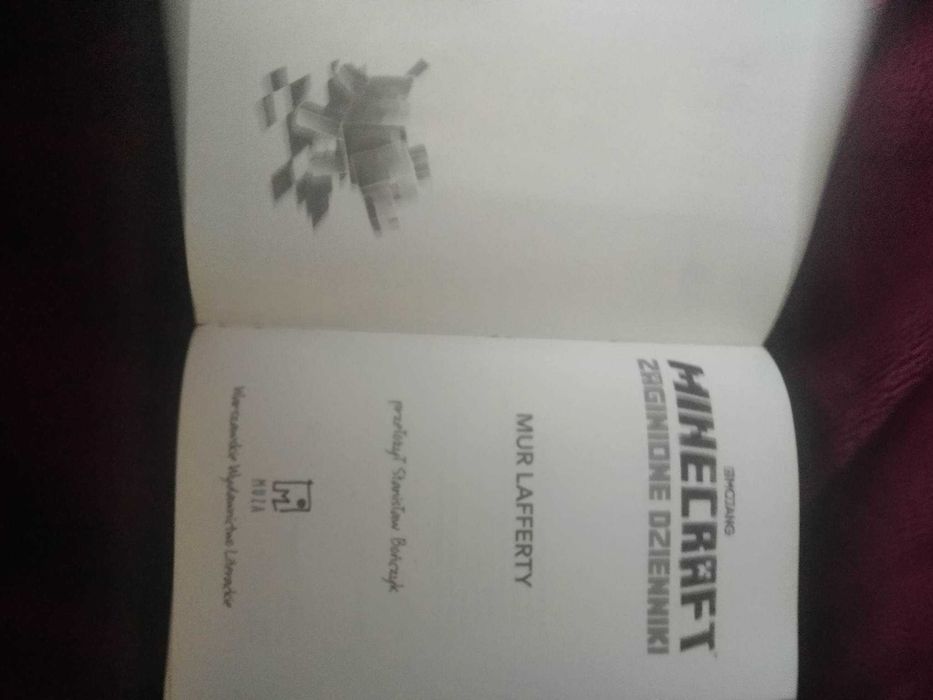 MOJANG
MINECRAFT
ZAGINIONE DZIENNIKI
MUR LAFFERTY
przełożył Stanisław Bończyk
M
MUZA
Warszawskie Wydawnictwo Literackie